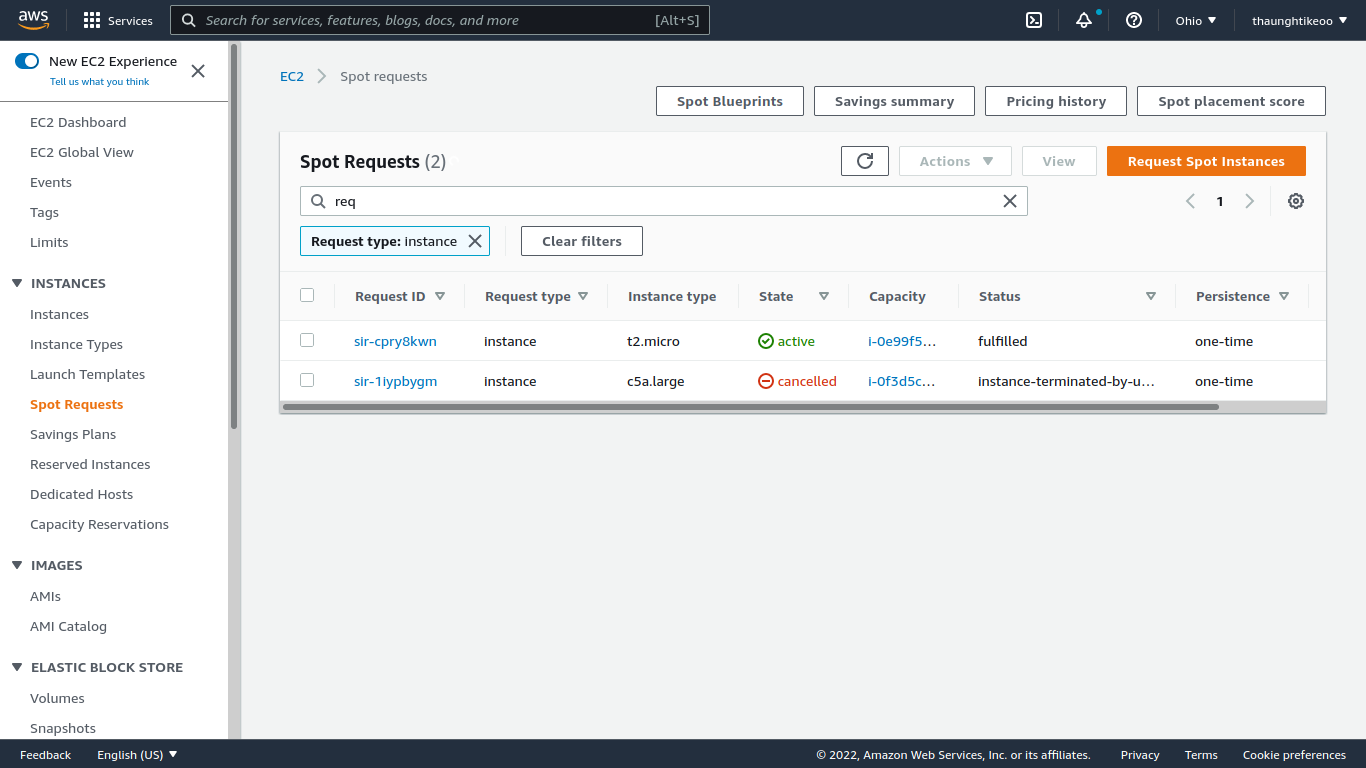 aws
Services
Search for services, features, blogs, docs, and more
[Alt+S]
Ohio
thaunghtikeoo
New EC2 Experience
Tell us what you think
EC2 Dashboard
EC2 Global View
Events
Tags
Limits
INSTANCES
Instances
Instance Types
Launch Templates
Spot Requests
Savings Plans
Reserved Instances
Dedicated Hosts
Capacity Reservations
IMAGES
AMIs
AMI Catalog
ELASTIC BLOCK STORE
Volumes
Snapshots
EC2 Spot requests
Spot Blueprints Savings summary Pricing history Spot placement score
Spot Requests (2)
Actions View Request Spot Instances
req
1
Request type: instance
Clear filters
Request ID Request type Instance type State Capacity Status Persistence
sir-cpry8kwn instance t2.micro active i-0e99f5… fulfilled one-time
sir-1iypbygm instance c5a.large cancelled i-0f3d5c… instance-terminated-by-u… one-time
Feedback English (US) © 2022, Amazon Web Services, Inc. or its affiliates. Privacy Terms Cookie preferences